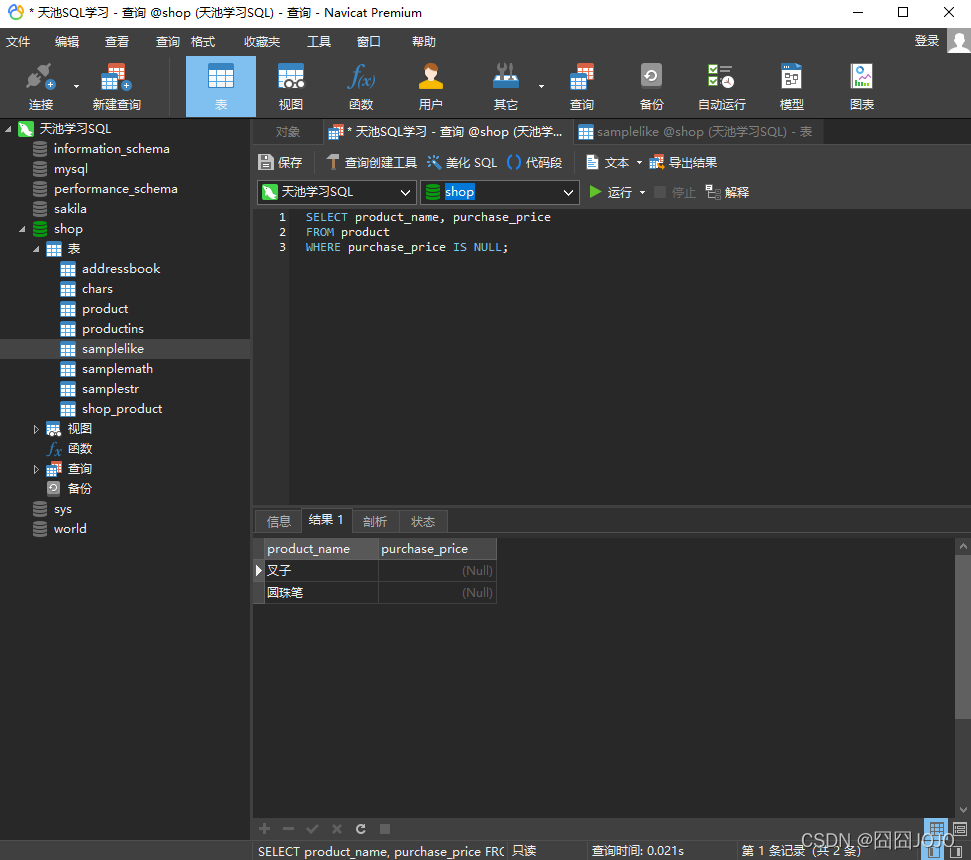 * 天池SQL学习 - 查询 @shop (天池学习SQL) - 查询 - Navicat Premium
文件 编辑 查看 查询 格式 收藏夹 工具 窗口 帮助 登录
连接 新建查询 表 视图 函数 用户 其它 查询 备份 自动运行 模型 图表
天池学习SQL
information_schema
mysql
performance_schema
sakila
shop
表
addressbook
chars
product
productins
samplelike
samplemath
samplestr
shop_product
视图
函数
查询
备份
sys
world
对象 * 天池SQL学习 - 查询 @shop (天池学... samplelike @shop (天池学习SQL) - 表
保存 查询创建工具 美化 SQL 代码段 文本 导出结果
天池学习SQL shop 运行 停止 解释
1 SELECT product_name, purchase_price
2 FROM product
3 WHERE purchase_price IS NULL;
信息 结果 1 剖析 状态
product_name purchase_price
叉子 (Null)
圆珠笔 (Null)
SELECT product_name, purchase_price FRO 只读 查询时间: 0.021s 第 1 条记录 (共 2 条)
CSDN @囧囧JOJO